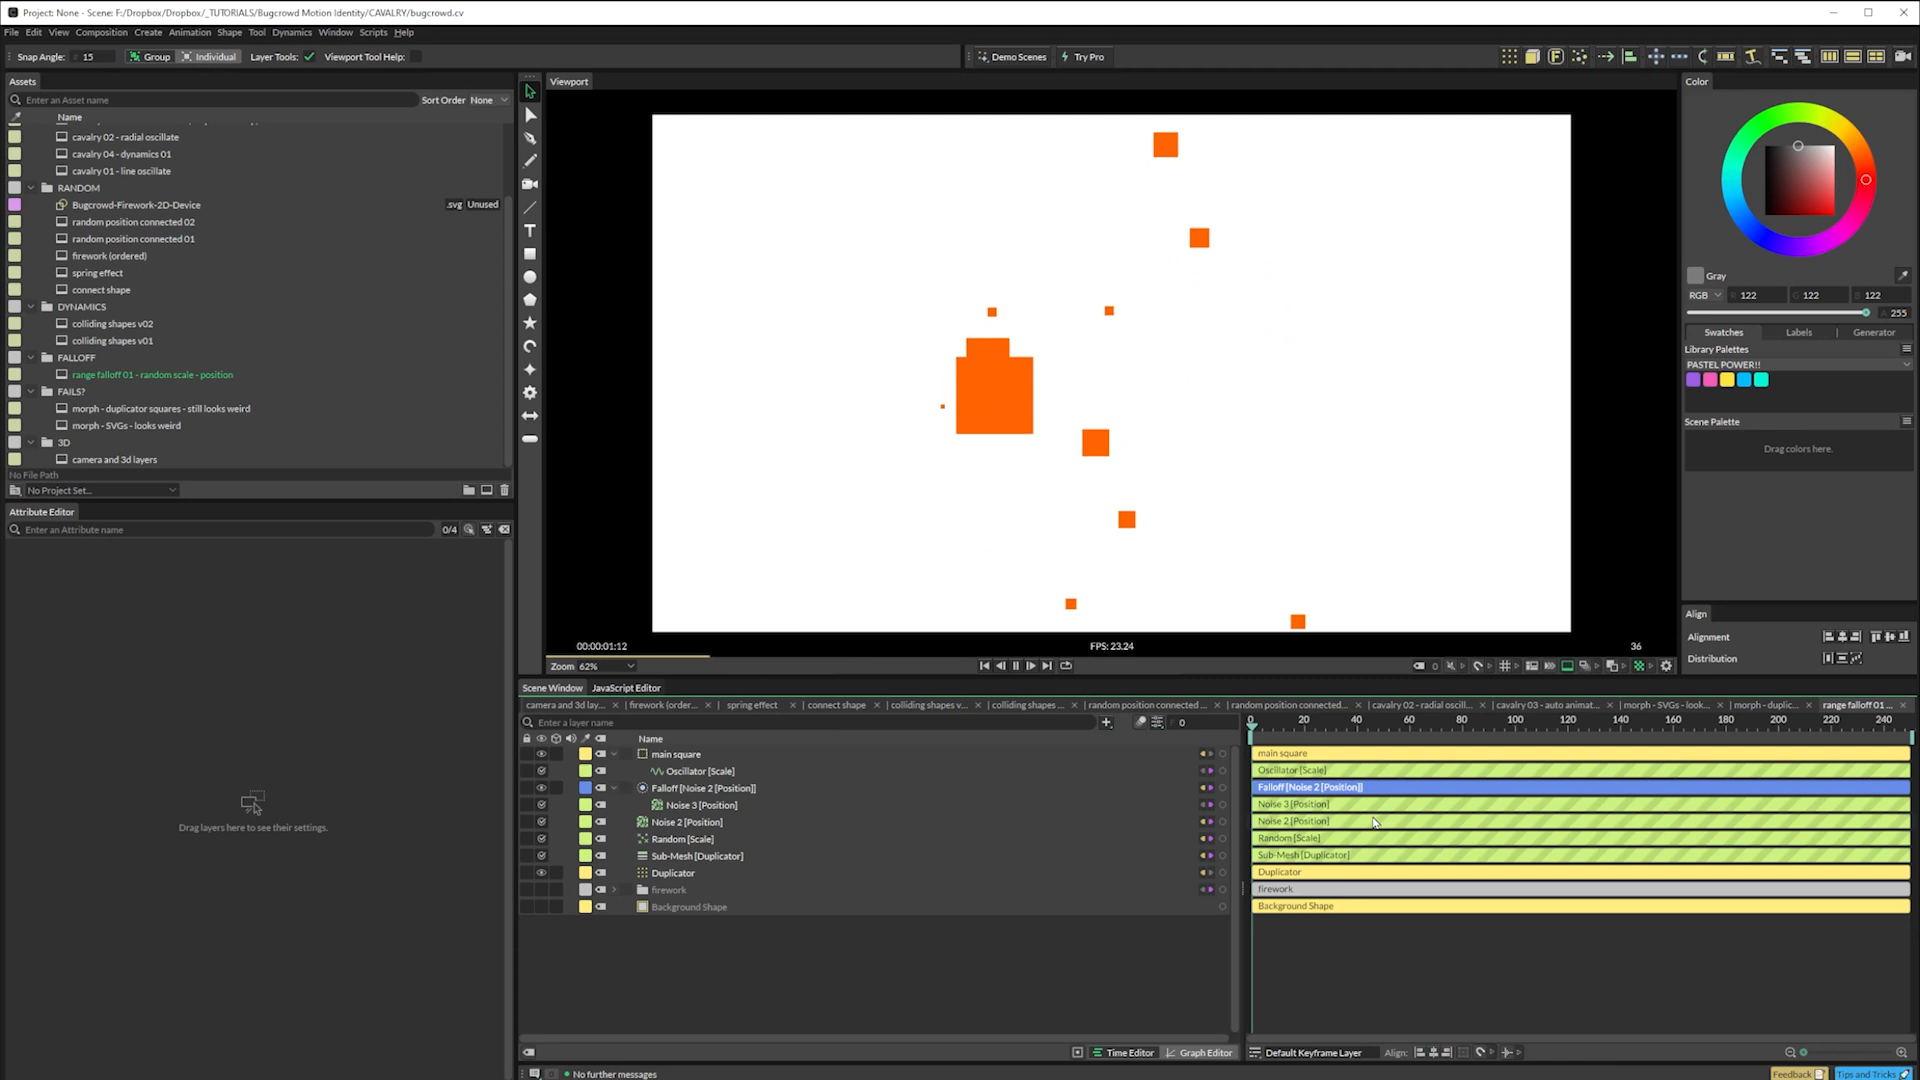 Project: None - Scene: F:/Dropbox/Dropbox/_TUTORIALS/Bugcrowd Motion Identity/CAVALRY/bugcrowd.cv
File Edit View Composition Create Animation Shape Tool Dynamics Window Scripts Help
Snap Angle: 15 Group Individual Layer Tools: Viewport Tool Help: Demo Scenes Try Pro
Assets
Enter an Asset name Sort Order None
Name
cavalry 02 - radial oscillate
cavalry 04 - dynamics 01
cavalry 01 - line oscillate
RANDOM
Bugcrowd-Firework-2D-Device .svg Unused
random position connected 02
random position connected 01
firework (ordered)
spring effect
connect shape
DYNAMICS
colliding shapes v02
colliding shapes v01
FALLOFF
range falloff 01 - random scale - position
FAILS?
morph - duplicator squares - still looks weird
morph - SVGs - looks weird
3D
camera and 3d layers
No File Path
No Project Set...
Attribute Editor
Enter an Attribute name 0/4
Drag layers here to see their settings.
Viewport
00:00:01:12 FPS: 23.24 36
Zoom 62% 0
Color
Gray
RGB R 122 G 122 B 122
A 255
Swatches Labels Generator
Library Palettes
PASTEL POWER!!
Scene Palette
Drag colors here.
Align
Alignment
Distribution
Scene Window JavaScript Editor
camera and 3d lay... firework (order... spring effect connect shape colliding shapes v... colliding shapes ... random position connected ... random position connected... cavalry 02 - radial oscill... cavalry 03 - auto animat... morph - SVGs - look... morph - duplic... range falloff 01 ...
Enter a layer name 0 0 20 40 60 80 100 120 140 160 180 200 220 240
Name
main square main square
Oscillator [Scale] Oscillator [Scale]
Falloff [Noise 2 [Position]] Falloff [Noise 2 [Position]]
Noise 3 [Position] Noise 3 [Position]
Noise 2 [Position] Noise 2 [Position]
Random [Scale] Random [Scale]
Sub-Mesh [Duplicator] Sub-Mesh [Duplicator]
Duplicator Duplicator
firework firework
Background Shape Background Shape
Time Editor Graph Editor Default Keyframe Layer Align:
0 No further messages Feedback Tips and Tricks